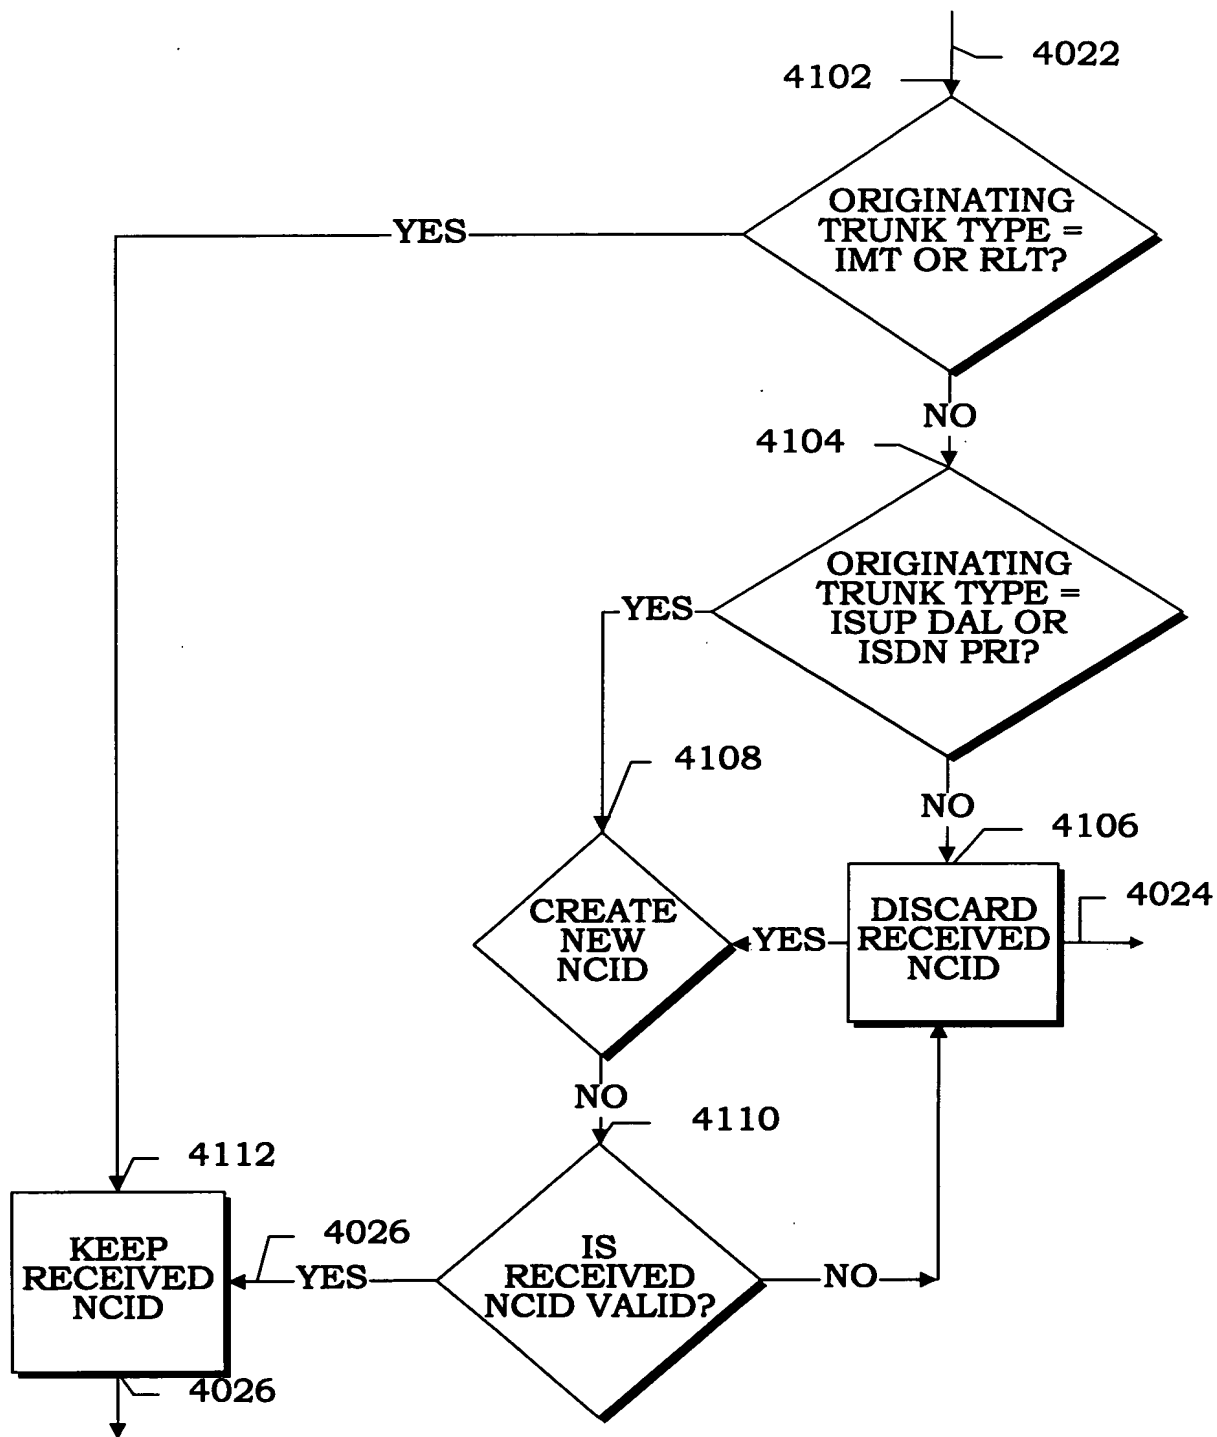 4022
4102
ORIGINATING
TRUNK TYPE =
IMT OR RLT?
YES
NO
4104
ORIGINATING
TRUNK TYPE =
ISUP DAL OR
ISDN PRI?
YES
4108
NO
4106
CREATE
NEW
NCID
YES
DISCARD
RECEIVED
NCID
4024
NO
4110
4112
KEEP
RECEIVED
NCID
4026
YES
IS
RECEIVED
NCID VALID?
NO
4026